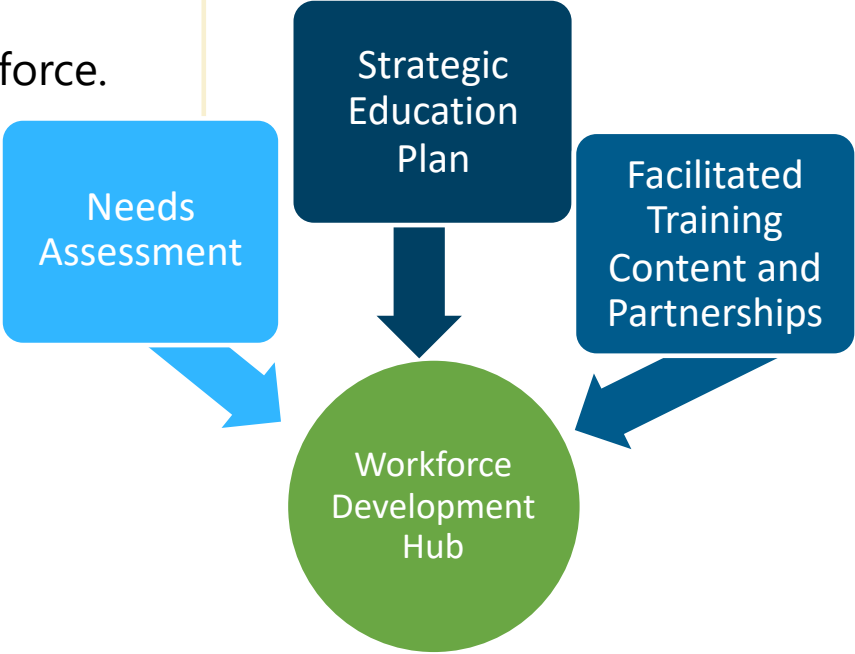 force.
Strategic
Education
Plan
Needs
Assessment
Facilitated
Training
Content and
Partnerships
Workforce
Development
Hub